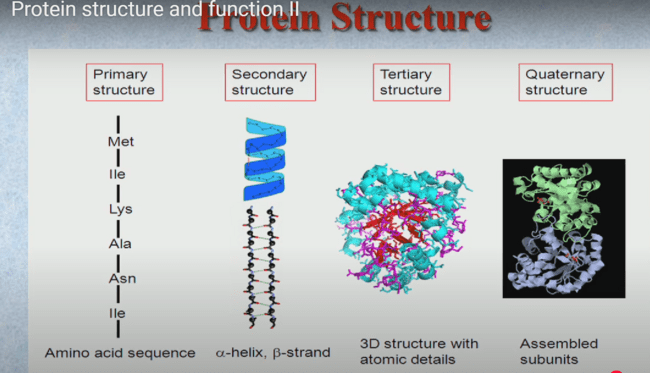 Protein structure and function II
Protein Structure
Primary
structure
Secondary
structure
Tertiary
structure
Quaternary
structure
Met
Ile
Lys
Ala
Asn
Ile
Amino acid sequence
α-helix, β-strand
3D structure with
atomic details
Assembled
subunits